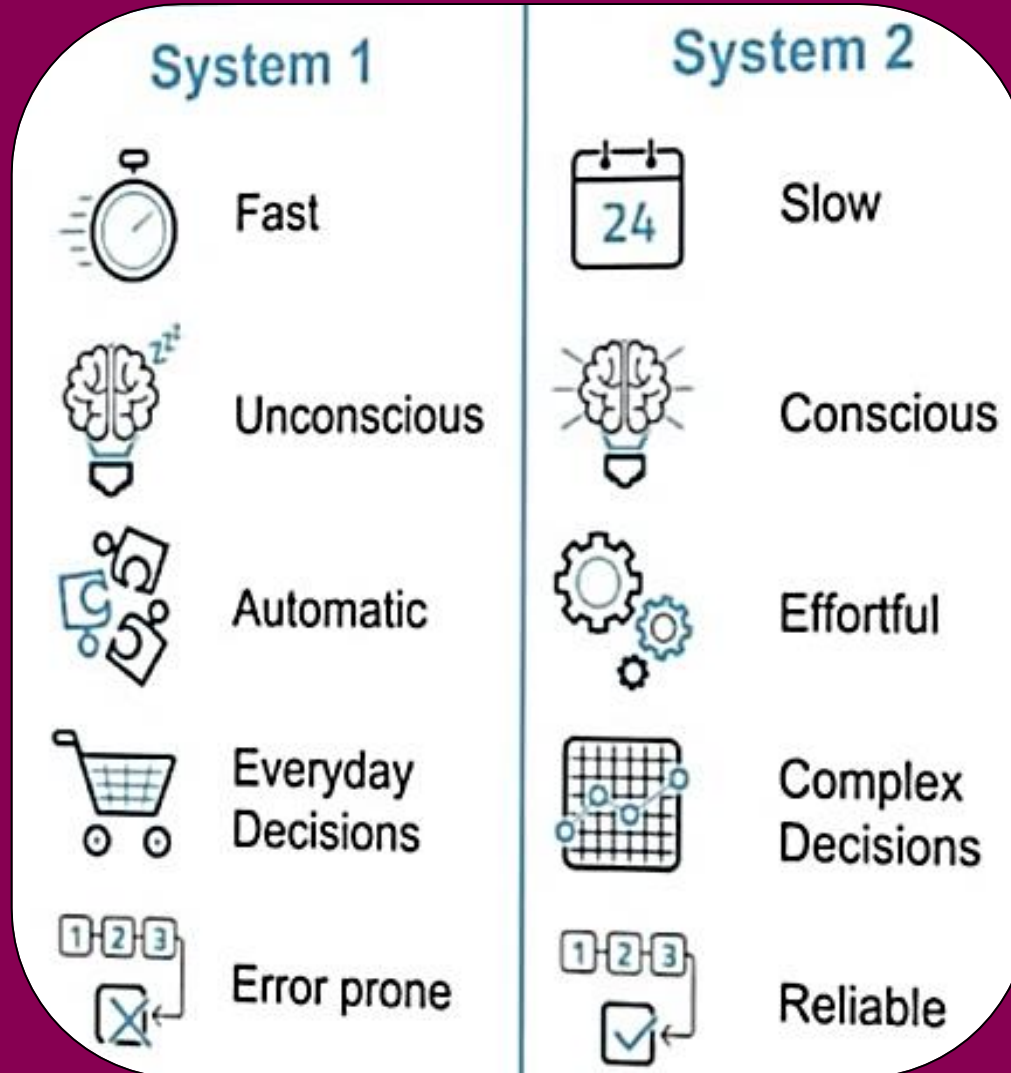 System 1
Fast
zzz
Unconscious
Automatic
Everyday
Decisions
1 2 3
Error prone
System 2
24
Slow
Conscious
Effortful
Complex
Decisions
1 2 3
Reliable